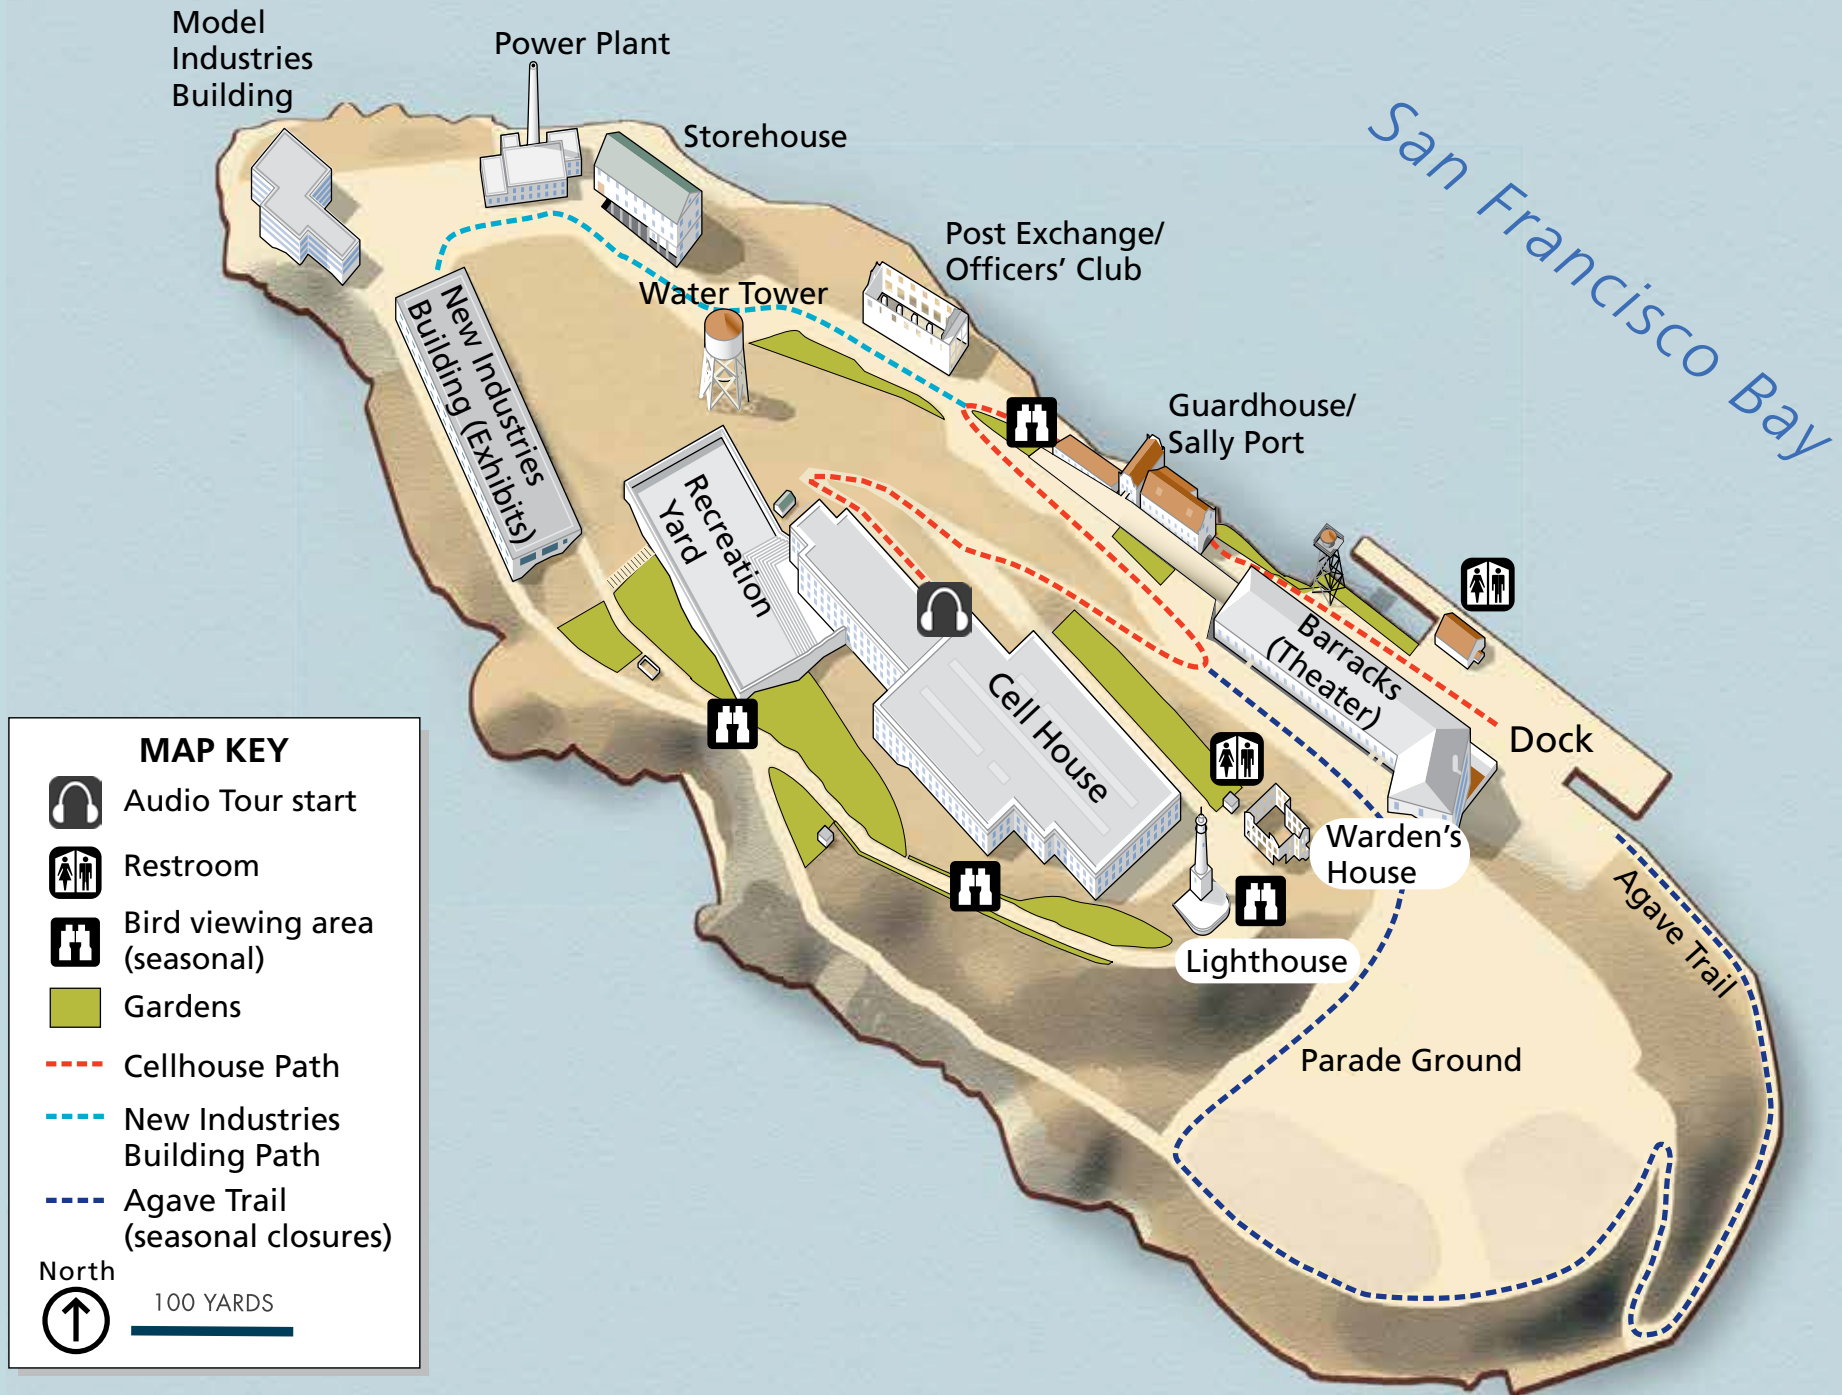 Model
Industries
Building
Power Plant
Storehouse
San Francisco Bay
Post Exchange/
Officers' Club
Water Tower
New Industries
Building (Exhibits)
Guardhouse/
Sally Port
Recreation
Yard
Barracks
(Theater)
Cell House
Dock
Warden's
House
Lighthouse
Agave Trail
Parade Ground
MAP KEY
Audio Tour start
Restroom
Bird viewing area
(seasonal)
Gardens
Cellhouse Path
New Industries
Building Path
Agave Trail
(seasonal closures)
North
100 YARDS